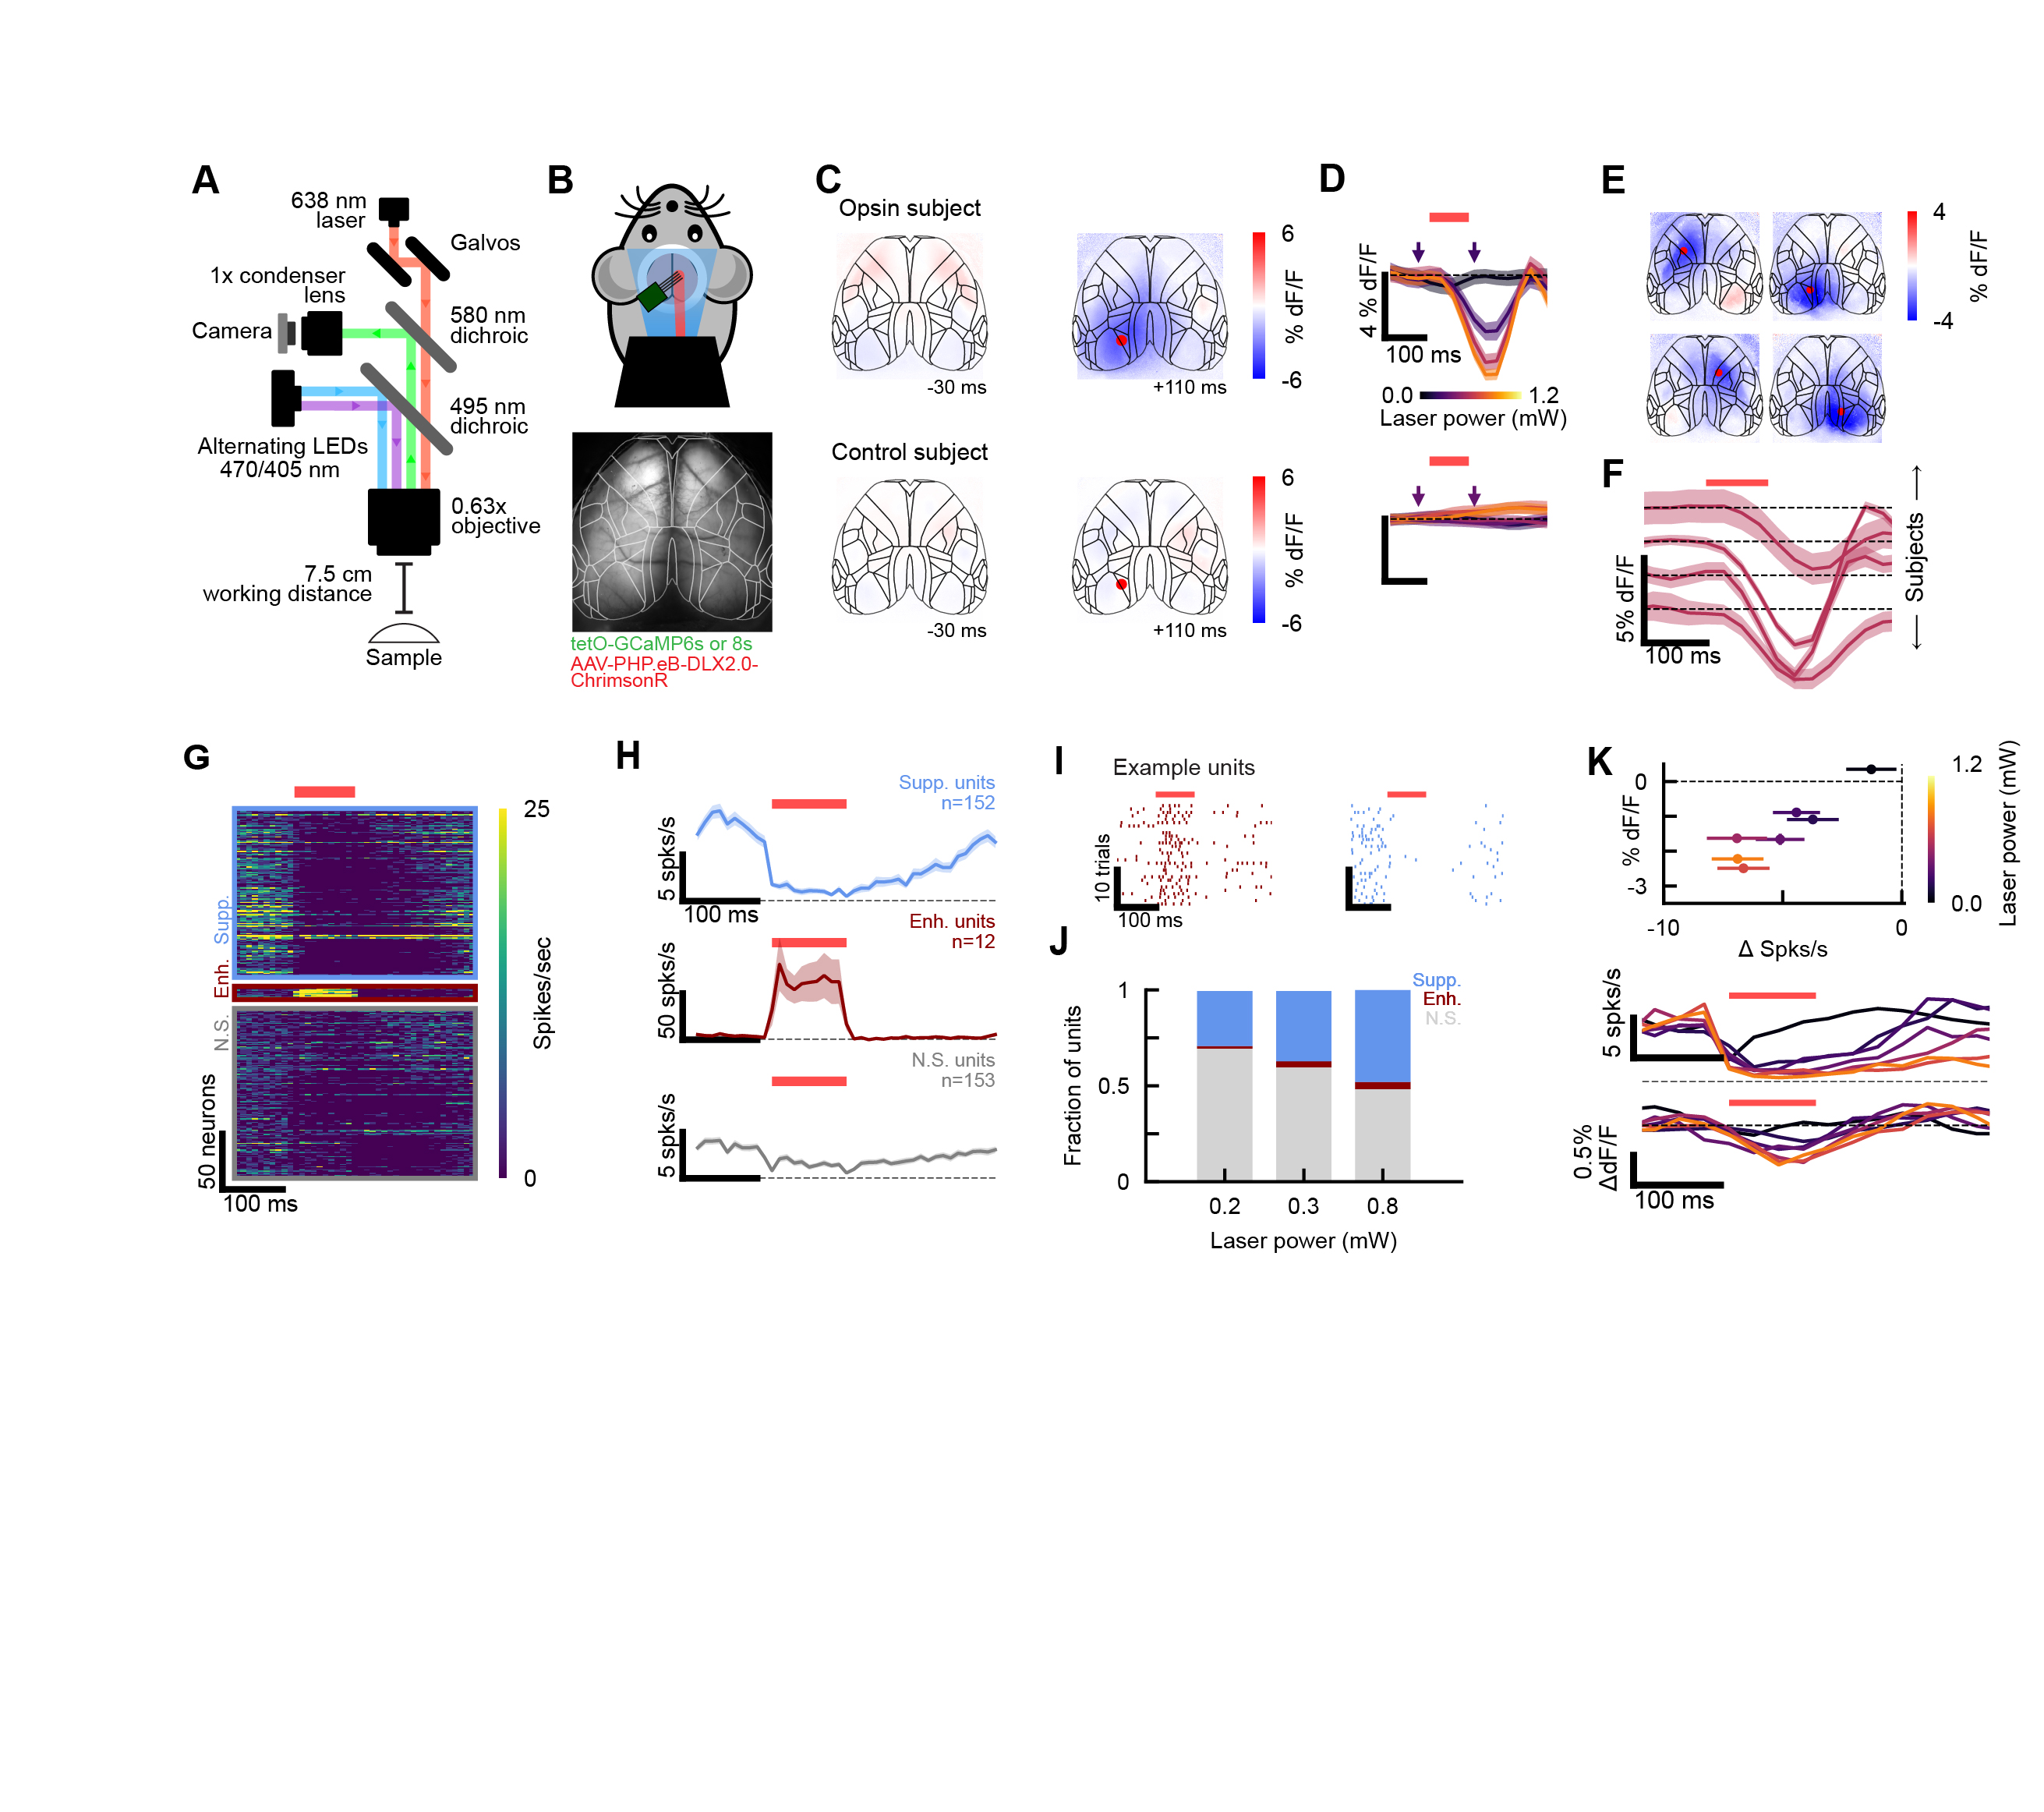 A
638 nm
laser
Galvos
1x condenser
lens
Camera
580 nm
dichroic
495 nm
dichroic
Alternating LEDs
470/405 nm
0.63x
objective
7.5 cm
working distance
Sample
B
tetO-GCaMP6s or 8s
AAV-PHP.eB-DLX2.0-
ChrimsonR
C
Opsin subject
-30 ms
+110 ms
6
% dF/F
-6
Control subject
-30 ms
+110 ms
6
% dF/F
-6
D
4 % dF/F
100 ms
0.0
1.2
Laser power (mW)
E
4
% dF/F
-4
F
5% dF/F
100 ms
Subjects
G
Supp.
Enh.
N.S.
50 neurons
100 ms
25
Spikes/sec
0
H
Supp. units
n=152
5 spks/s
100 ms
Enh. units
n=12
50 spks/s
N.S. units
n=153
5 spks/s
I
Example units
10 trials
100 ms
J
Supp.
Enh.
N.S.
Fraction of units
1
0.5
0
0.2
0.3
0.8
Laser power (mW)
K
0
% dF/F
-3
-10
0
Δ Spks/s
1.2
Laser power (mW)
0.0
5 spks/s
0.5%
ΔdF/F
100 ms